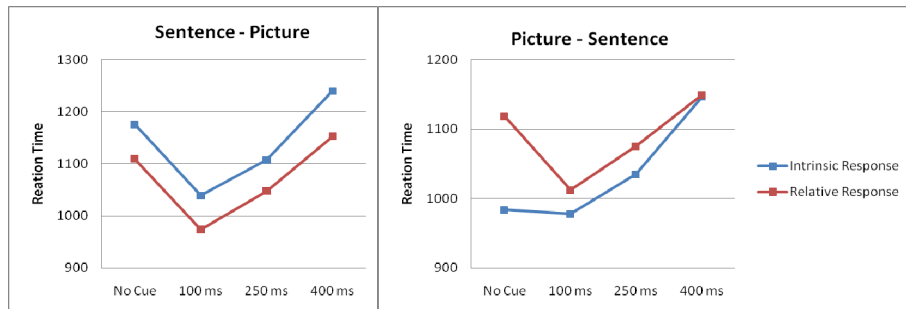 Sentence - Picture
1300
1200
1100
1000
900
Reation Time
No Cue 100 ms 250 ms 400 ms
Picture - Sentence
1200
1100
1000
900
Reation Time
No Cue 100 ms 250 ms 400 ms
Intrinsic Response
Relative Response